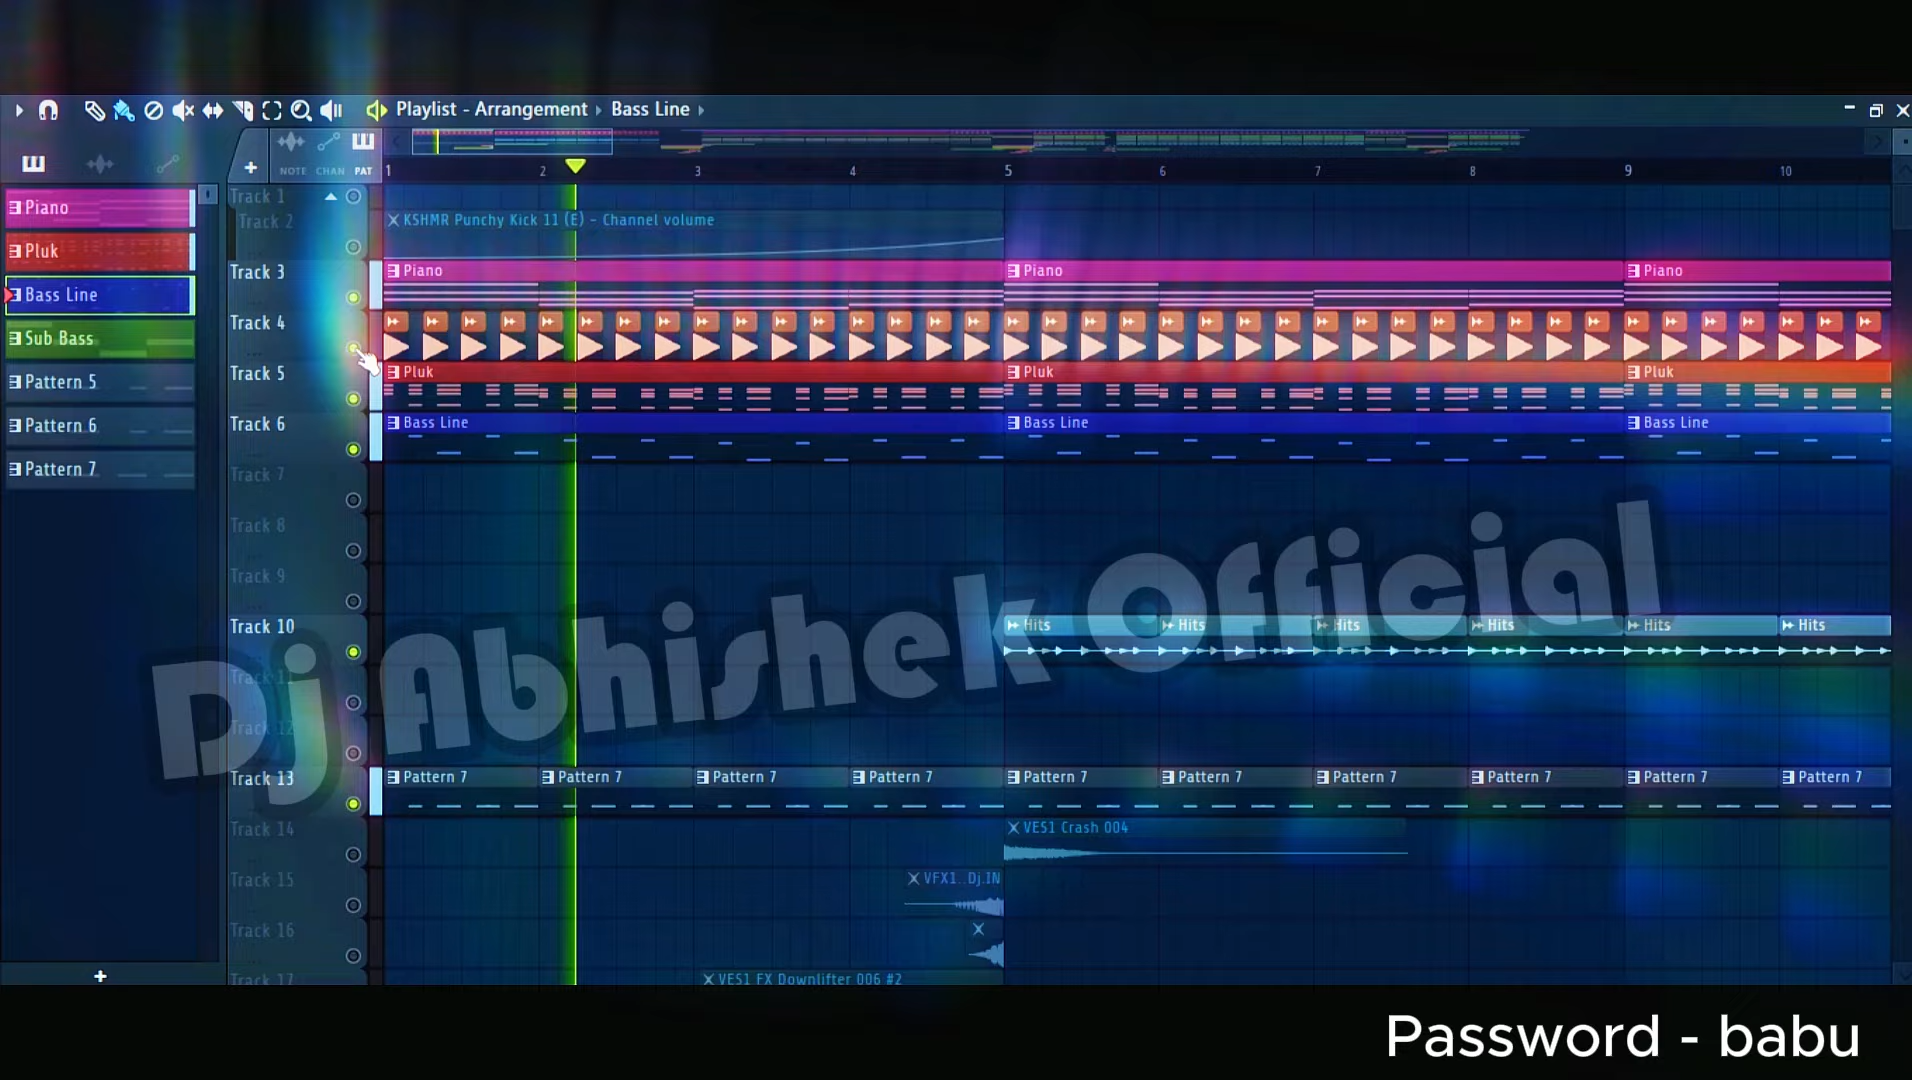 Playlist - Arrangement › Bass Line ›
NOTE CHAN PAT
1 2 3 4 5 6 7 8 9 10
Piano
Pluk
Bass Line
Sub Bass
Pattern 5
Pattern 6
Pattern 7
Track 1
Track 2
KSHMR Punchy Kick 11 (E) - Channel volume
Track 3
Piano Piano Piano
Track 4
Track 5
Pluk Pluk Pluk
Track 6
Bass Line Bass Line Bass Line
Track 7
Track 8
Track 9
Track 10
Hits Hits Hits Hits Hits Hits
Track 11
Track 12
Track 13
Pattern 7 Pattern 7 Pattern 7 Pattern 7 Pattern 7 Pattern 7 Pattern 7 Pattern 7 Pattern 7 Pattern 7
Track 14
VES1 Crash 004
Track 15
VFX1..Dj.IN
Track 16
Track 17
VES1 FX Downlifter 006 #2
Dj Abhishek Official
Password - babu